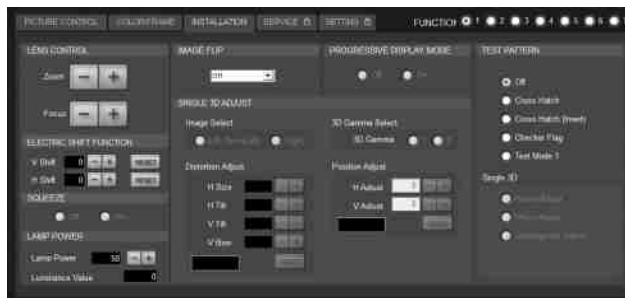 PICTURE CONTROL COLOR/FRAME INSTALLATION SERVICE SETTING FUNCTION 1 2 3 4 5 6
LENS CONTROL
Zoom - +
Focus - +
ELECTRIC SHIFT FUNCTION
V Shift 0 - + RESET
H Shift 0 - + RESET
SQUEEZE
Off On
LAMP POWER
Lamp Power 50 - +
Luminance Value 0
IMAGE FLIP
Off
SINGLE 3D ADJUST
Image Select
Right
Distortion Adjust
H Size
H Tilt
V Tilt
V Bow
PROGRESSIVE DISPLAY MODE
Off On
3D Gamma Select
3D Gamma
Position Adjust
H Adjust
V Adjust
TEST PATTERN
Off
Cross Hatch
Cross Hatch (Invert)
Checker Flag
Test Mode 1
Single 3D